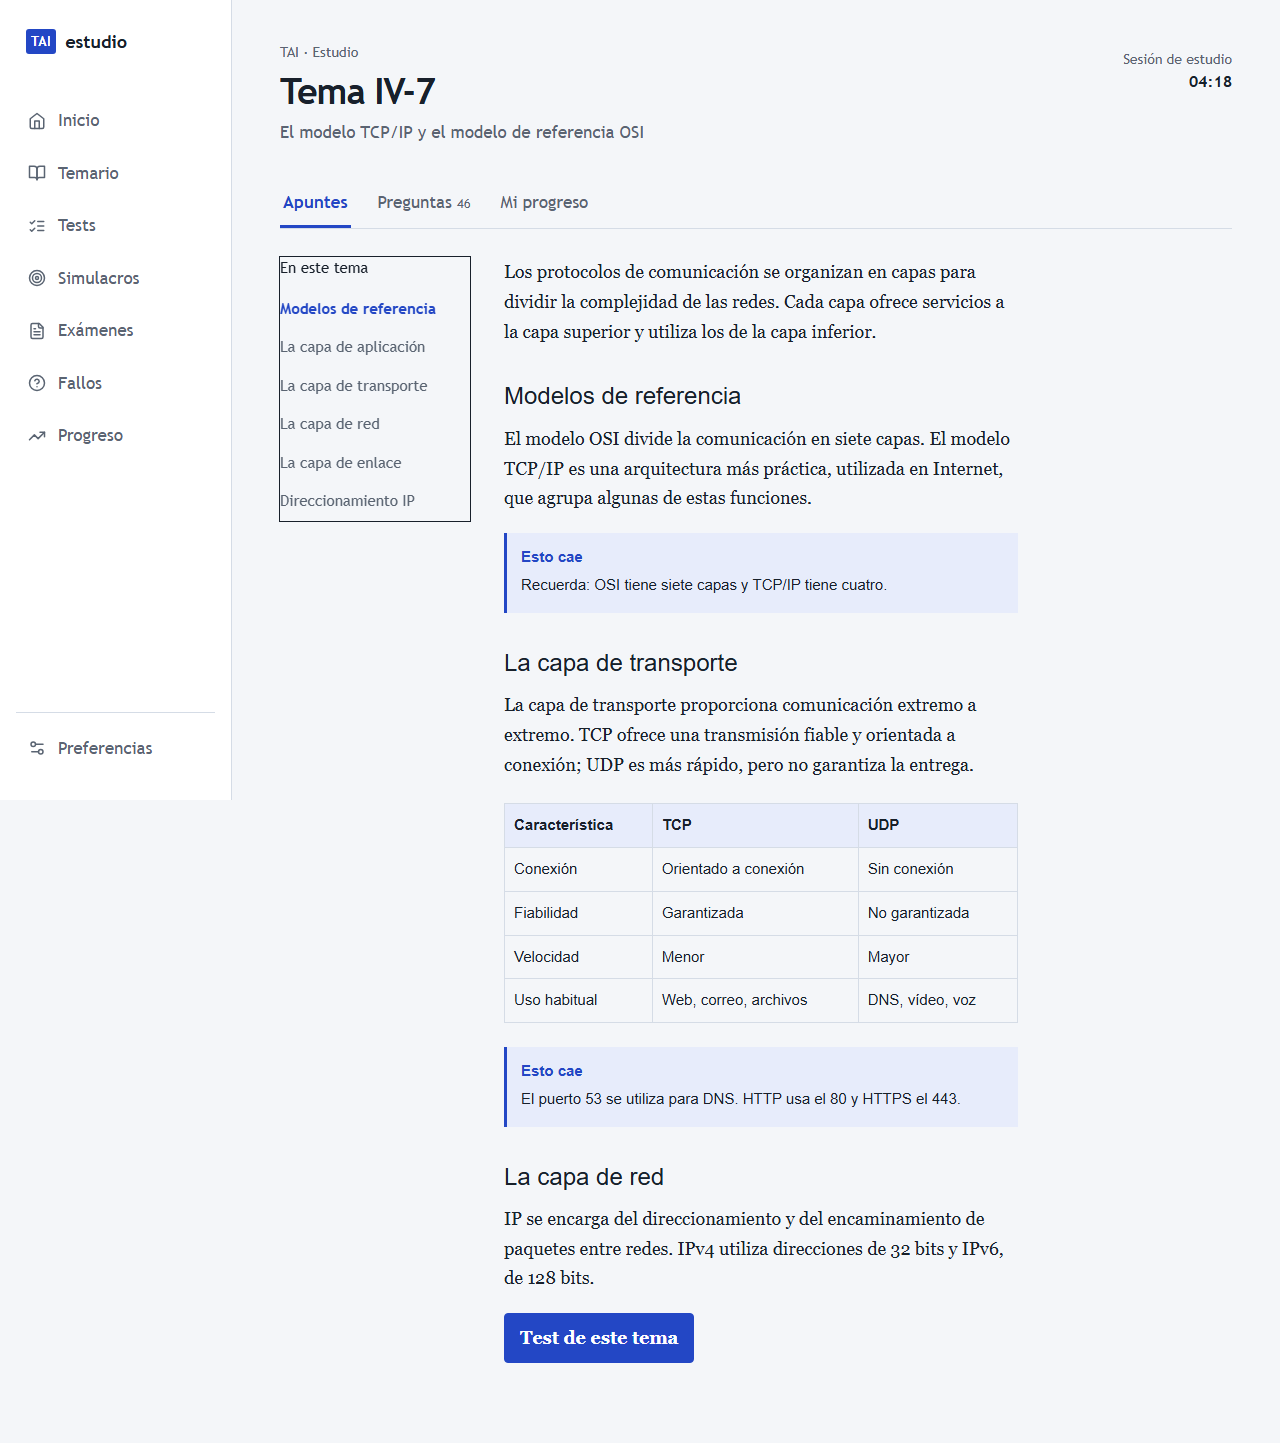 TAI estudio
Inicio
Temario
Tests
Simulacros
Exámenes
Fallos
Progreso
Preferencias
TAI · Estudio
Tema IV-7
El modelo TCP/IP y el modelo de referencia OSI
Sesión de estudio
04:18
Apuntes
Preguntas 46
Mi progreso
En este tema
Modelos de referencia
La capa de aplicación
La capa de transporte
La capa de red
La capa de enlace
Direccionamiento IP
Los protocolos de comunicación se organizan en capas para
dividir la complejidad de las redes. Cada capa ofrece servicios a
la capa superior y utiliza los de la capa inferior.
Modelos de referencia
El modelo OSI divide la comunicación en siete capas. El modelo
TCP/IP es una arquitectura más práctica, utilizada en Internet,
que agrupa algunas de estas funciones.
Esto cae
Recuerda: OSI tiene siete capas y TCP/IP tiene cuatro.
La capa de transporte
La capa de transporte proporciona comunicación extremo a
extremo. TCP ofrece una transmisión fiable y orientada a
conexión; UDP es más rápido, pero no garantiza la entrega.
Característica TCP UDP
Conexión Orientado a conexión Sin conexión
Fiabilidad Garantizada No garantizada
Velocidad Menor Mayor
Uso habitual Web, correo, archivos DNS, vídeo, voz
Esto cae
El puerto 53 se utiliza para DNS. HTTP usa el 80 y HTTPS el 443.
La capa de red
IP se encarga del direccionamiento y del encaminamiento de
paquetes entre redes. IPv4 utiliza direcciones de 32 bits y IPv6,
de 128 bits.
Test de este tema